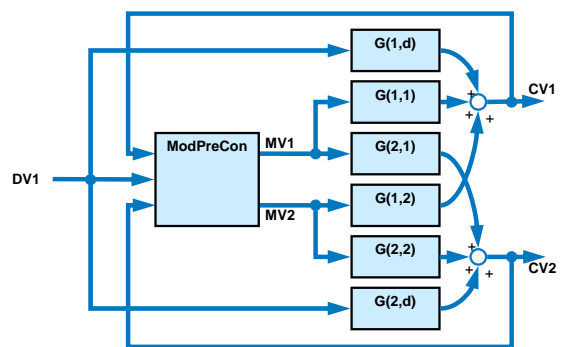 G(1,d)
G(1,1)
+
+
+
CV1
ModPreCon
MV1
G(2,1)
DV1
MV2
G(1,2)
G(2,2)
+
+
+
CV2
G(2,d)